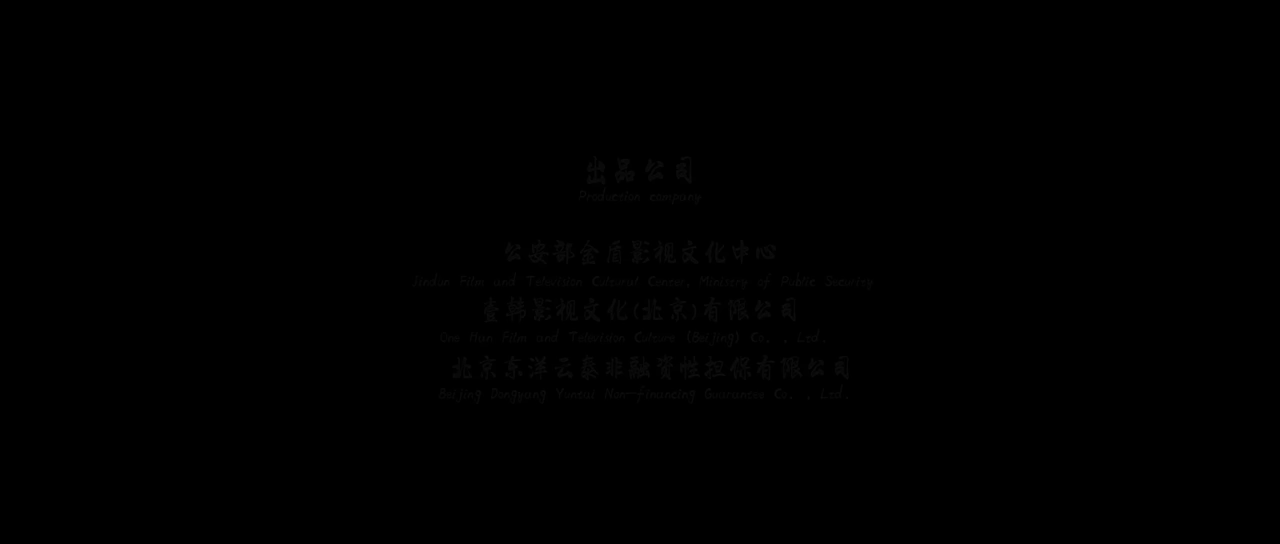 出品公司
Production company
公安部金盾影视文化中心
Jindun Film and Television Cultural Center, Ministry of Public Security
韩影视文化(北京)有限公司
One Han Film and Television Culture (Beijing) Co. , Ltd.
北京东洋云泰非融资性担保有限公司
Beijing Dongyang Yuntai Non-financing Guarantee Co. , Ltd.